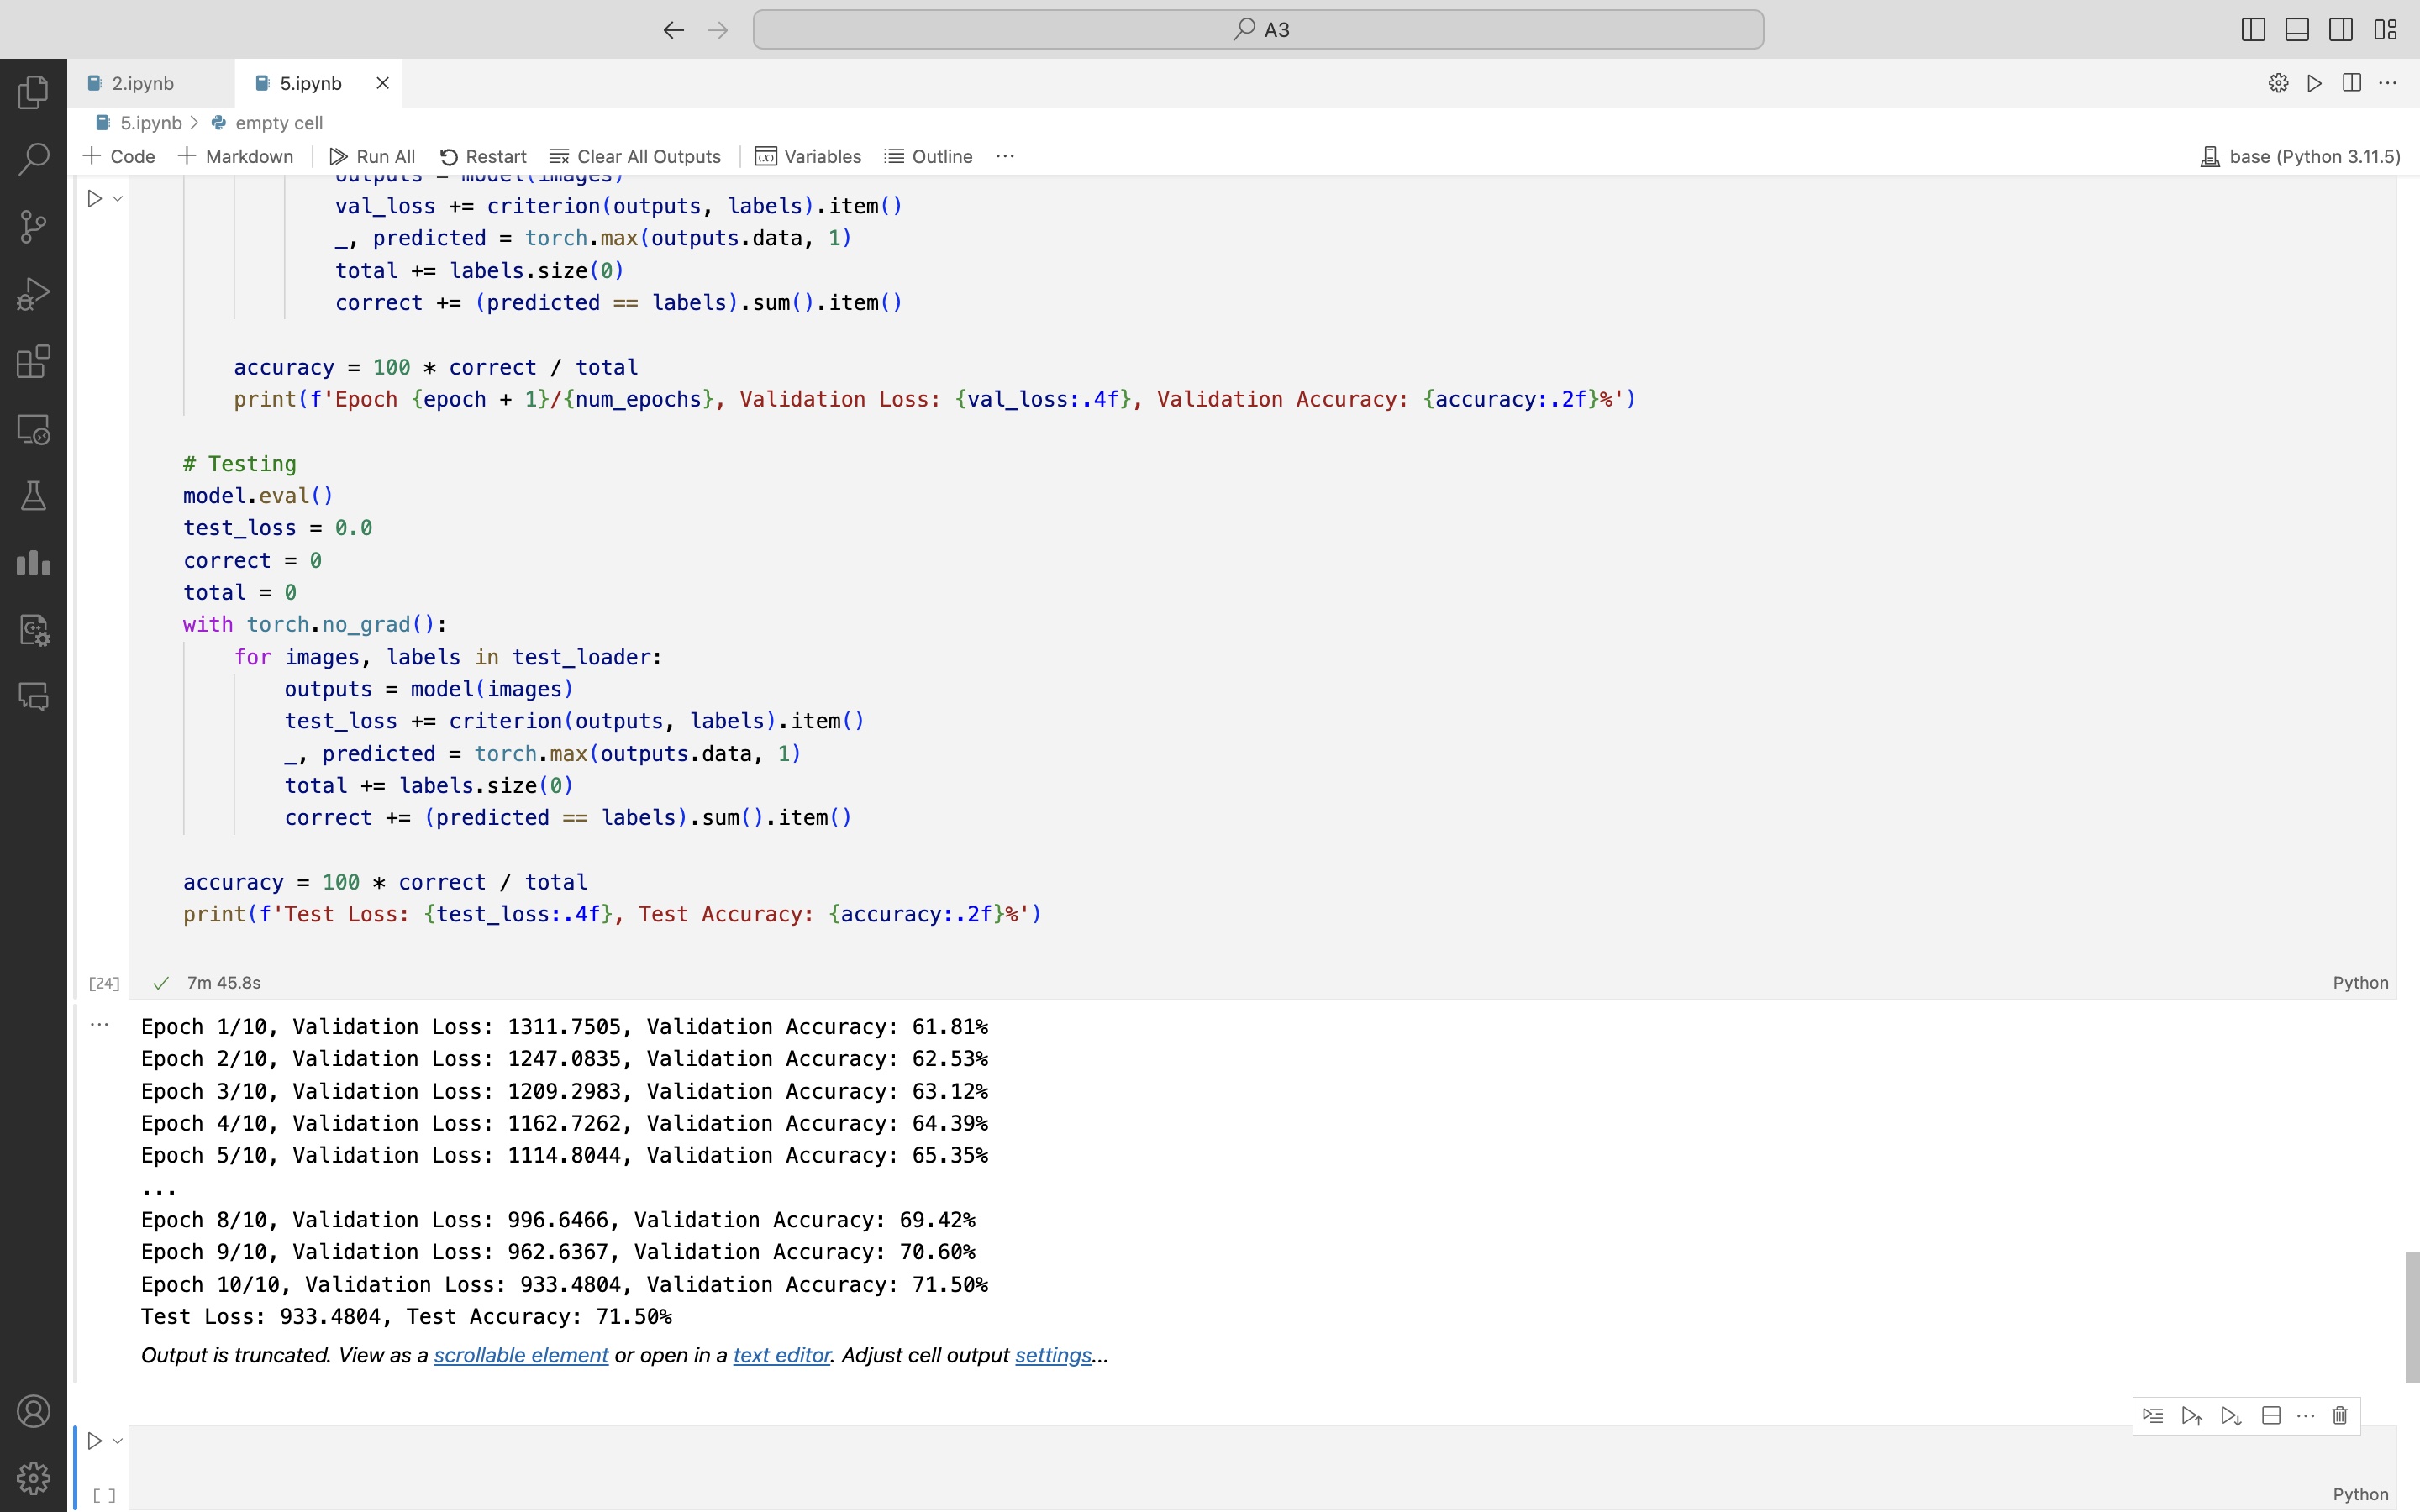 A3
2.ipynb
5.ipynb
5.ipynb > empty cell
+ Code + Markdown | Run All Restart Clear All Outputs | Variables Outline ··· base (Python 3.11.5)
outputs = model(images)
val_loss += criterion(outputs, labels).item()
_, predicted = torch.max(outputs.data, 1)
total += labels.size(0)
correct += (predicted == labels).sum().item()
accuracy = 100 * correct / total
print(f'Epoch {epoch + 1}/{num_epochs}, Validation Loss: {val_loss:.4f}, Validation Accuracy: {accuracy:.2f}%')
# Testing
model.eval()
test_loss = 0.0
correct = 0
total = 0
with torch.no_grad():
for images, labels in test_loader:
outputs = model(images)
test_loss += criterion(outputs, labels).item()
_, predicted = torch.max(outputs.data, 1)
total += labels.size(0)
correct += (predicted == labels).sum().item()
accuracy = 100 * correct / total
print(f'Test Loss: {test_loss:.4f}, Test Accuracy: {accuracy:.2f}%')
[24] ✓ 7m 45.8s Python
Epoch 1/10, Validation Loss: 1311.7505, Validation Accuracy: 61.81%
Epoch 2/10, Validation Loss: 1247.0835, Validation Accuracy: 62.53%
Epoch 3/10, Validation Loss: 1209.2983, Validation Accuracy: 63.12%
Epoch 4/10, Validation Loss: 1162.7262, Validation Accuracy: 64.39%
Epoch 5/10, Validation Loss: 1114.8044, Validation Accuracy: 65.35%
...
Epoch 8/10, Validation Loss: 996.6466, Validation Accuracy: 69.42%
Epoch 9/10, Validation Loss: 962.6367, Validation Accuracy: 70.60%
Epoch 10/10, Validation Loss: 933.4804, Validation Accuracy: 71.50%
Test Loss: 933.4804, Test Accuracy: 71.50%
Output is truncated. View as a scrollable element or open in a text editor. Adjust cell output settings...
[ ] Python